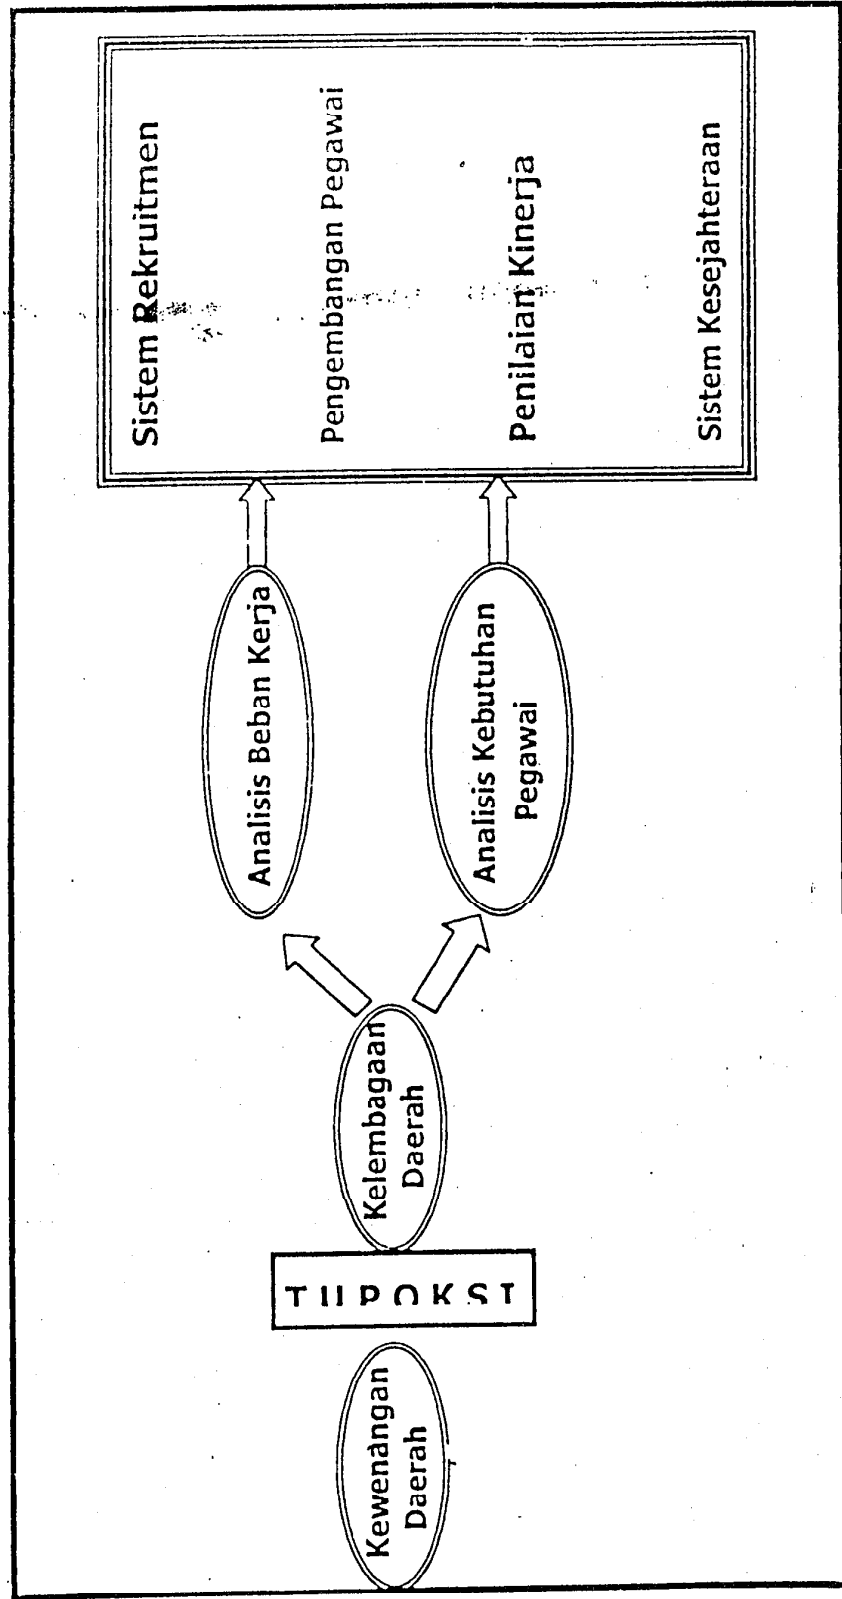 Kewenangan
Daerah
TUPOKSI
Kelembagaan
Daerah
Analisis Beban Kerja
Analisis Kebutuhan
Pegawai
Sistem Rekruitmen
Pengembangan Pegawai
Penilaian Kinerja
Sistem Kesejahteraan